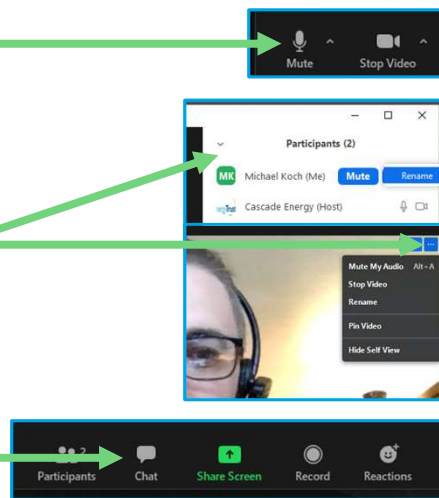 Mute Stop Video
Participants (2)
MK Michael Koch (Me) Mute Rename
Cascade Energy (Host)
Mute My Audio Alt+A
Stop Video
Rename
Pin Video
Hide Self View
2
Participants Chat Share Screen Record Reactions